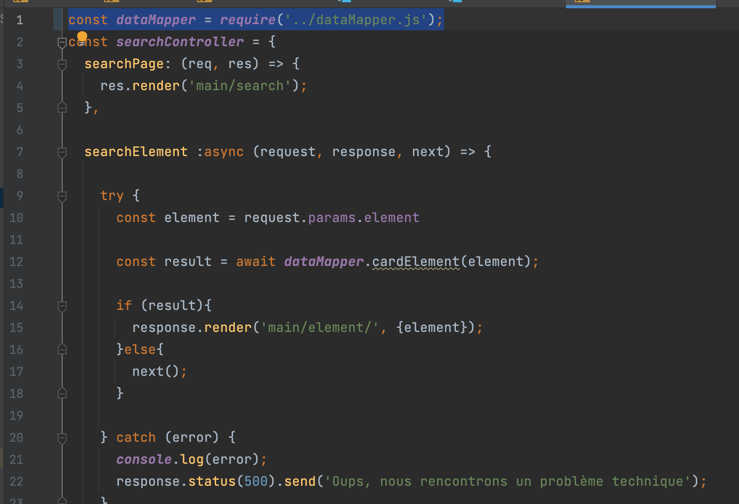 1 const dataMapper = require('../dataMapper.js');
2 const searchController = {
3 searchPage: (req, res) => {
4 res.render('main/search');
5 },
6
7 searchElement :async (request, response, next) => {
8
9 try {
10 const element = request.params.element
11
12 const result = await dataMapper.cardElement(element);
13
14 if (result){
15 response.render('main/element/', {element});
16 }else{
17 next();
18 }
19
20 } catch (error) {
21 console.log(error);
22 response.status(500).send('Oups, nous rencontrons un problème technique');
23 }